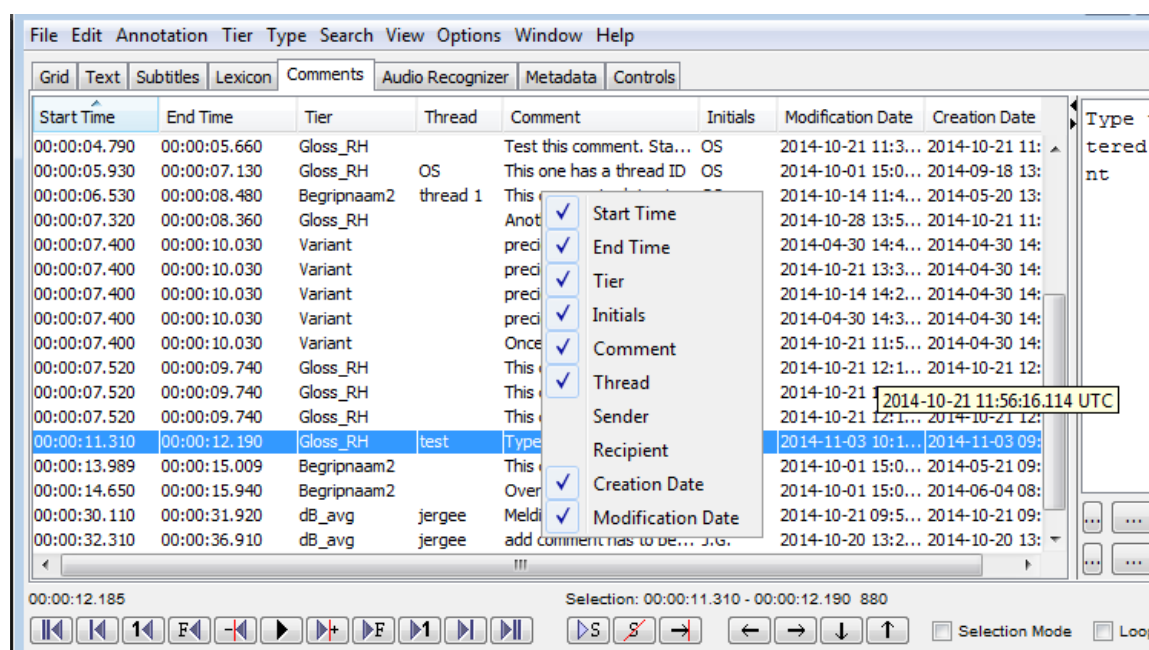 File Edit Annotation Tier Type Search View Options Window Help
Grid Text Subtitles Lexicon Comments Audio Recognizer Metadata Controls
Start Time End Time Tier Thread Comment Initials Modification Date Creation Date
00:00:04.790 00:00:05.660 Gloss_RH Test this comment. Sta... OS 2014-10-21 11:3... 2014-10-21 11:
00:00:05.930 00:00:07.130 Gloss_RH OS This one has a thread ID OS 2014-10-01 15:0... 2014-09-18 13:
00:00:06.530 00:00:08.480 Begripnaam2 thread 1 This 2014-10-14 11:4... 2014-05-20 13:
00:00:07.320 00:00:08.360 Gloss_RH Anot 2014-10-28 13:5... 2014-10-21 11:
00:00:07.400 00:00:10.030 Variant preci 2014-04-30 14:4... 2014-04-30 14:
00:00:07.400 00:00:10.030 Variant preci 2014-10-21 13:3... 2014-04-30 14:
00:00:07.400 00:00:10.030 Variant preci 2014-10-14 14:2... 2014-04-30 14:
00:00:07.400 00:00:10.030 Variant preci 2014-04-30 14:3... 2014-04-30 14:
00:00:07.400 00:00:10.030 Variant Once 2014-10-21 11:5... 2014-04-30 14:
00:00:07.520 00:00:09.740 Gloss_RH This 2014-10-21 12:1... 2014-10-21 12:
00:00:07.520 00:00:09.740 Gloss_RH This 2014-10-21
00:00:07.520 00:00:09.740 Gloss_RH This 2014-10-21 12:1... 2014-10-21 12:
00:00:11.310 00:00:12.190 Gloss_RH test Type 2014-11-03 10:1... 2014-11-03 09:
00:00:13.989 00:00:15.009 Begripnaam2 This 2014-10-01 15:0... 2014-05-21 09:
00:00:14.650 00:00:15.940 Begripnaam2 Over 2014-10-01 15:0... 2014-06-04 08:
00:00:30.110 00:00:31.920 dB_avg jergee Meldi 2014-10-21 09:5... 2014-10-21 09:
00:00:32.310 00:00:36.910 dB_avg jergee add comment has to be... J.G. 2014-10-20 13:2... 2014-10-20 13:
Start Time
End Time
Tier
Initials
Comment
Thread
Sender
Recipient
Creation Date
Modification Date
2014-10-21 11:56:16.114 UTC
Type
tered
nt
... ...
... ...
00:00:12.185 Selection: 00:00:11.310 - 00:00:12.190 880
1 F - + F 1 S S Selection Mode Loo